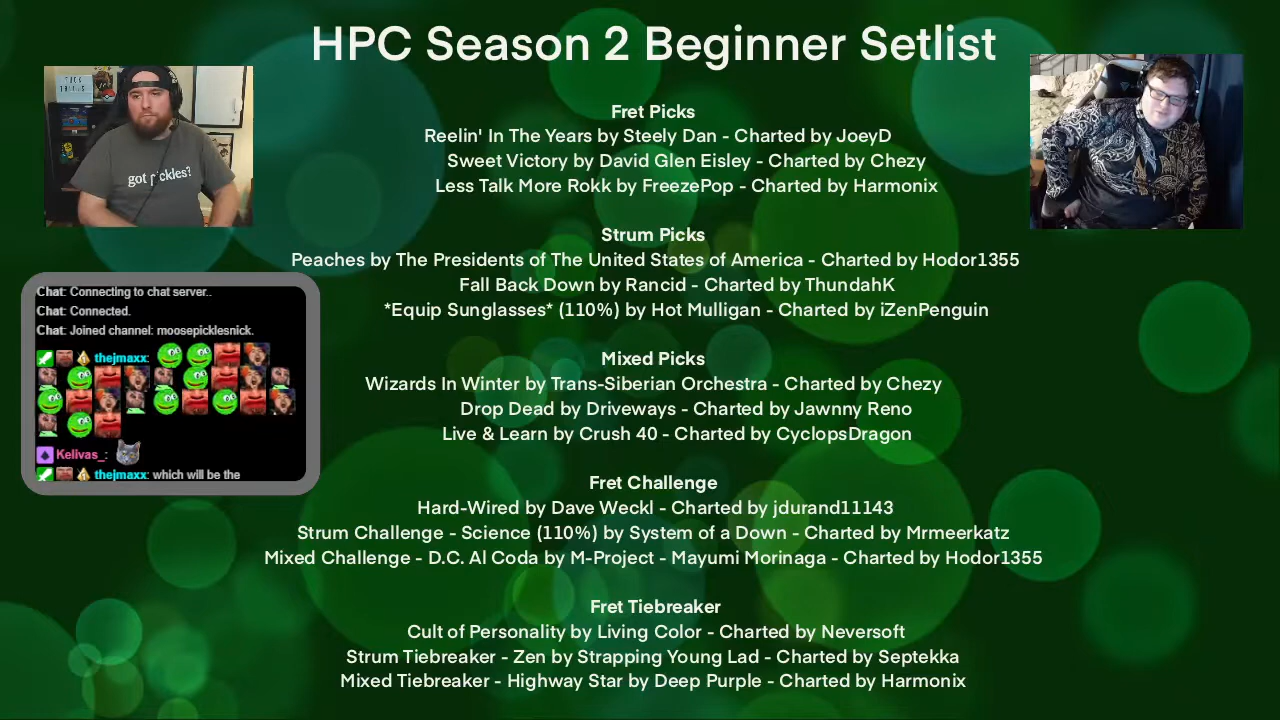 HPC Season 2 Beginner Setlist
Fret Picks
Reelin' In The Years by Steely Dan - Charted by JoeyD
Sweet Victory by David Glen Eisley - Charted by Chezy
Less Talk More Rokk by FreezePop - Charted by Harmonix
Strum Picks
Peaches by The Presidents of The United States of America - Charted by Hodor1355
Fall Back Down by Rancid - Charted by ThundahK
*Equip Sunglasses* (110%) by Hot Mulligan - Charted by iZenPenguin
Mixed Picks
Wizards In Winter by Trans-Siberian Orchestra - Charted by Chezy
Drop Dead by Driveways - Charted by Jawnny Reno
Live & Learn by Crush 40 - Charted by CyclopsDragon
Fret Challenge
Hard-Wired by Dave Weckl - Charted by jdurand11143
Strum Challenge - Science (110%) by System of a Down - Charted by Mrmeerkatz
Mixed Challenge - D.C. Al Coda by M-Project - Mayumi Morinaga - Charted by Hodor1355
Fret Tiebreaker
Cult of Personality by Living Color - Charted by Neversoft
Strum Tiebreaker - Zen by Strapping Young Lad - Charted by Septekka
Mixed Tiebreaker - Highway Star by Deep Purple - Charted by Harmonix
got pickles?
Chat: Connecting to chat server..
Chat: Connected.
Chat: Joined channel: moosepicklesnick.
thejmaxx:
Kelivas_:
thejmaxx: which will be the